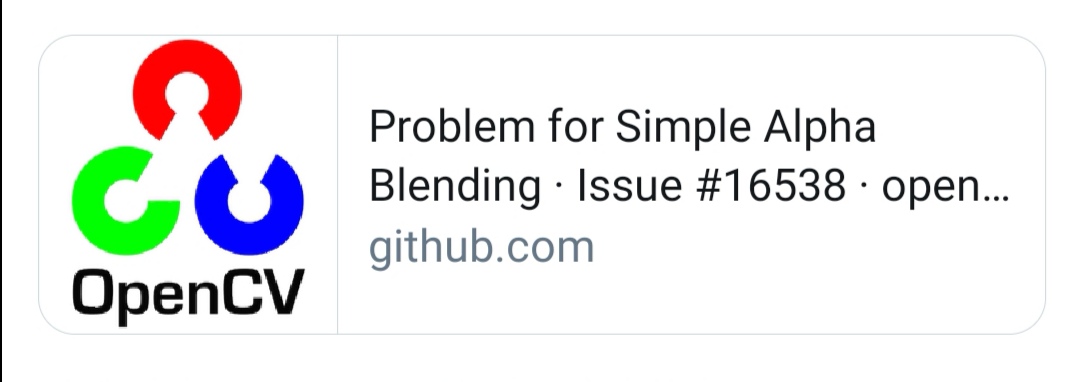 OpenCV
Problem for Simple Alpha
Blending · Issue #16538 · open…
github.com